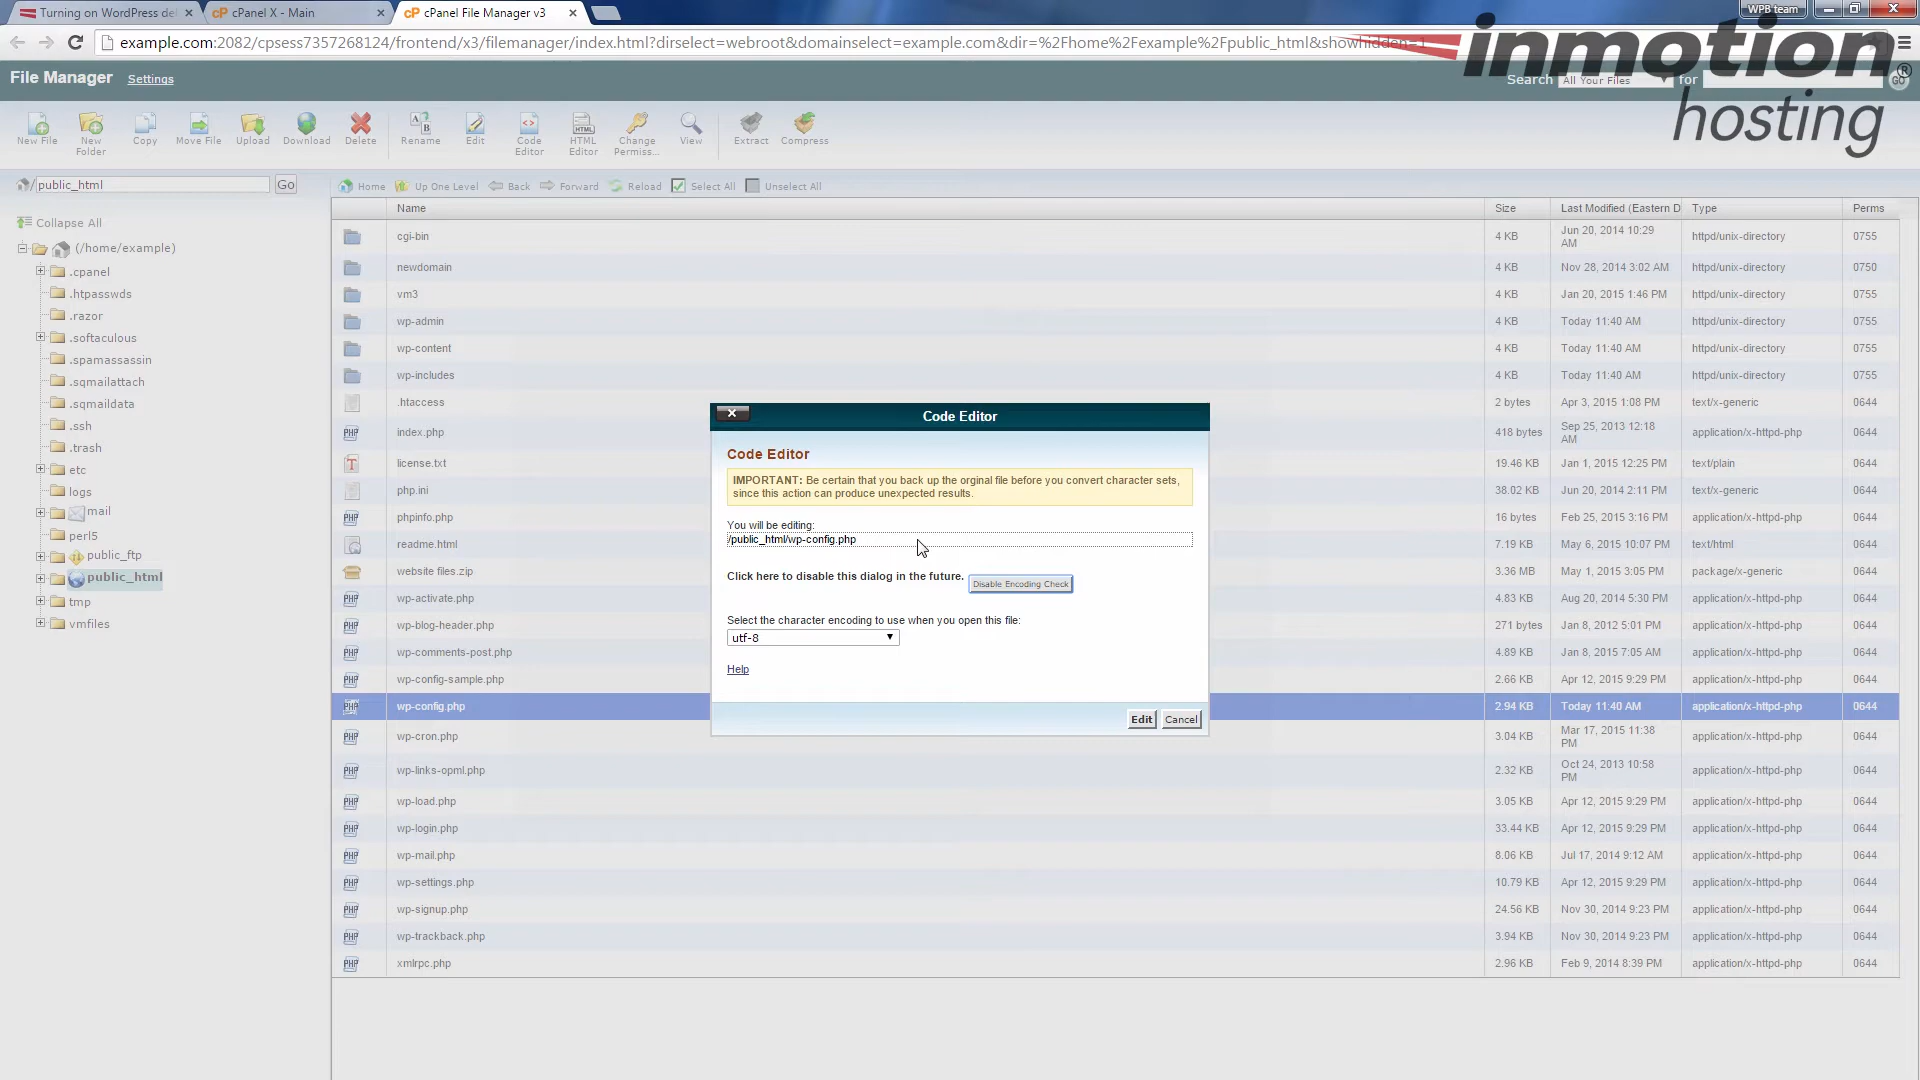 Turning on WordPress de
cPanel X - Main
cPanel File Manager v3
WPB team
example.com:2082/cpsess7357268124/frontend/x3/filemanager/index.html?dirselect=webroot&domainselect=example.com&dir=%2Fhome%2Fexample%2Fpublic_html&showhidden=1
inmotion®
hosting
File Manager Settings
Search All Your Files for GO
New File
New Folder
Copy
Move File
Upload
Download
Delete
Rename
Edit
Code Editor
HTML Editor
Change Permiss...
View
Extract
Compress
/public_html Go
Home Up One Level Back Forward Reload Select All Unselect All
Collapse All
(/home/example)
.cpanel
.htpasswds
.razor
.softaculous
.spamassassin
.sqmailattach
.sqmaildata
.ssh
.trash
etc
logs
mail
perl5
public_ftp
public_html
tmp
vmfiles
Name Size Last Modified (Eastern D Type Perms
cgi-bin 4 KB Jun 20, 2014 10:29 AM httpd/unix-directory 0755
newdomain 4 KB Nov 28, 2014 3:02 AM httpd/unix-directory 0750
vm3 4 KB Jan 20, 2015 1:46 PM httpd/unix-directory 0755
wp-admin 4 KB Today 11:40 AM httpd/unix-directory 0755
wp-content 4 KB Today 11:40 AM httpd/unix-directory 0755
wp-includes 4 KB Today 11:40 AM httpd/unix-directory 0755
.htaccess 2 bytes Apr 3, 2015 1:08 PM text/x-generic 0644
index.php 418 bytes Sep 25, 2013 12:18 AM application/x-httpd-php 0644
license.txt 19.46 KB Jan 1, 2015 12:25 PM text/plain 0644
php.ini 38.02 KB Jun 20, 2014 2:11 PM text/x-generic 0644
phpinfo.php 16 bytes Feb 25, 2015 3:16 PM application/x-httpd-php 0644
readme.html 7.19 KB May 6, 2015 10:07 PM text/html 0644
website files.zip 3.36 MB May 1, 2015 3:05 PM package/x-generic 0644
wp-activate.php 4.83 KB Aug 20, 2014 5:30 PM application/x-httpd-php 0644
wp-blog-header.php 271 bytes Jan 8, 2012 5:01 PM application/x-httpd-php 0644
wp-comments-post.php 4.89 KB Jan 8, 2015 7:05 AM application/x-httpd-php 0644
wp-config-sample.php 2.66 KB Apr 12, 2015 9:29 PM application/x-httpd-php 0644
wp-config.php 2.94 KB Today 11:40 AM application/x-httpd-php 0644
wp-cron.php 3.04 KB Mar 17, 2015 11:38 PM application/x-httpd-php 0644
wp-links-opml.php 2.32 KB Oct 24, 2013 10:58 PM application/x-httpd-php 0644
wp-load.php 3.05 KB Apr 12, 2015 9:29 PM application/x-httpd-php 0644
wp-login.php 33.44 KB Apr 12, 2015 9:29 PM application/x-httpd-php 0644
wp-mail.php 8.06 KB Jul 17, 2014 9:12 AM application/x-httpd-php 0644
wp-settings.php 10.79 KB Apr 12, 2015 9:29 PM application/x-httpd-php 0644
wp-signup.php 24.56 KB Nov 30, 2014 9:23 PM application/x-httpd-php 0644
wp-trackback.php 3.94 KB Nov 30, 2014 9:23 PM application/x-httpd-php 0644
xmlrpc.php 2.96 KB Feb 9, 2014 8:39 PM application/x-httpd-php 0644
Code Editor
Code Editor
IMPORTANT: Be certain that you back up the orginal file before you convert character sets,
since this action can produce unexpected results.
You will be editing:
/public_html/wp-config.php
Click here to disable this dialog in the future. Disable Encoding Check
Select the character encoding to use when you open this file:
utf-8
Help
Edit Cancel